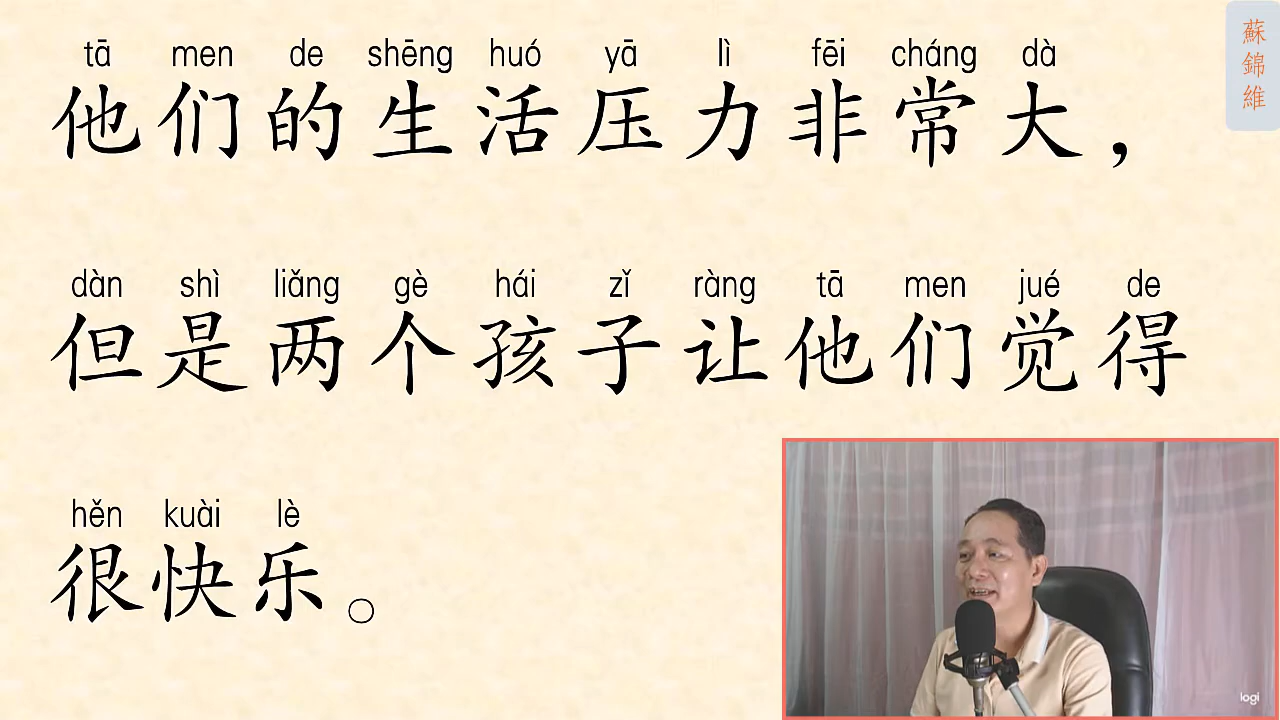 tā men de shēng huó yā lì fēi cháng dà
他们的生活压力非常大，
dàn shì liǎng gè hái zǐ ràng tā men jué de
但是两个孩子让他们觉得
hěn kuài lè
很快乐。
蘇錦維
logi